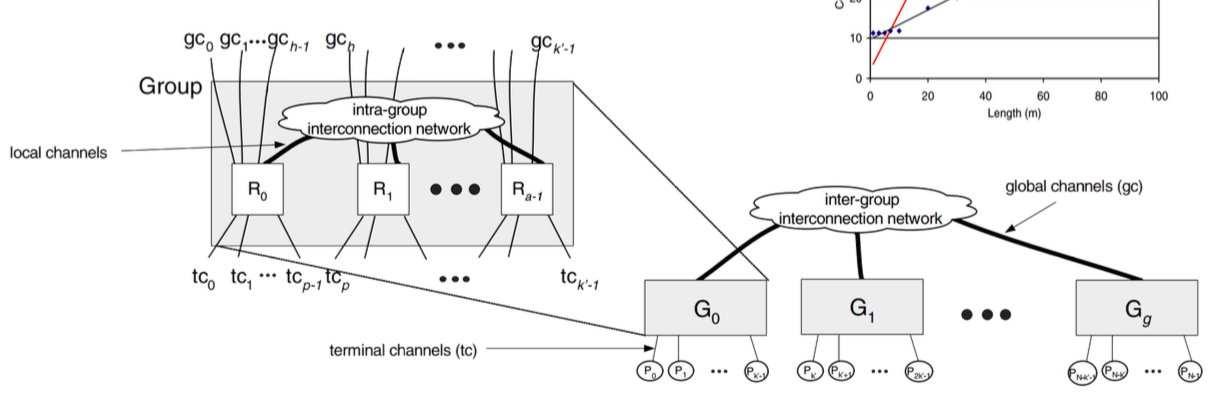 gc0 gc1 ••• gch-1 gch ••• gck'-1
Group
intra-group
interconnection network
local channels
R0 R1 ••• Ra-1
tc0 tc1 ••• tcp-1 tcp ••• tck'-1
20
10
0
0 20 40 60 80 100
Length (m)
global channels (gc)
inter-group
interconnection network
G0 G1 ••• Gg
terminal channels (tc)
P0 P1 ••• PK'-1 PK' PK'+1 ••• P2K'-1 PN-K'-1 PN-K' ••• PN-1